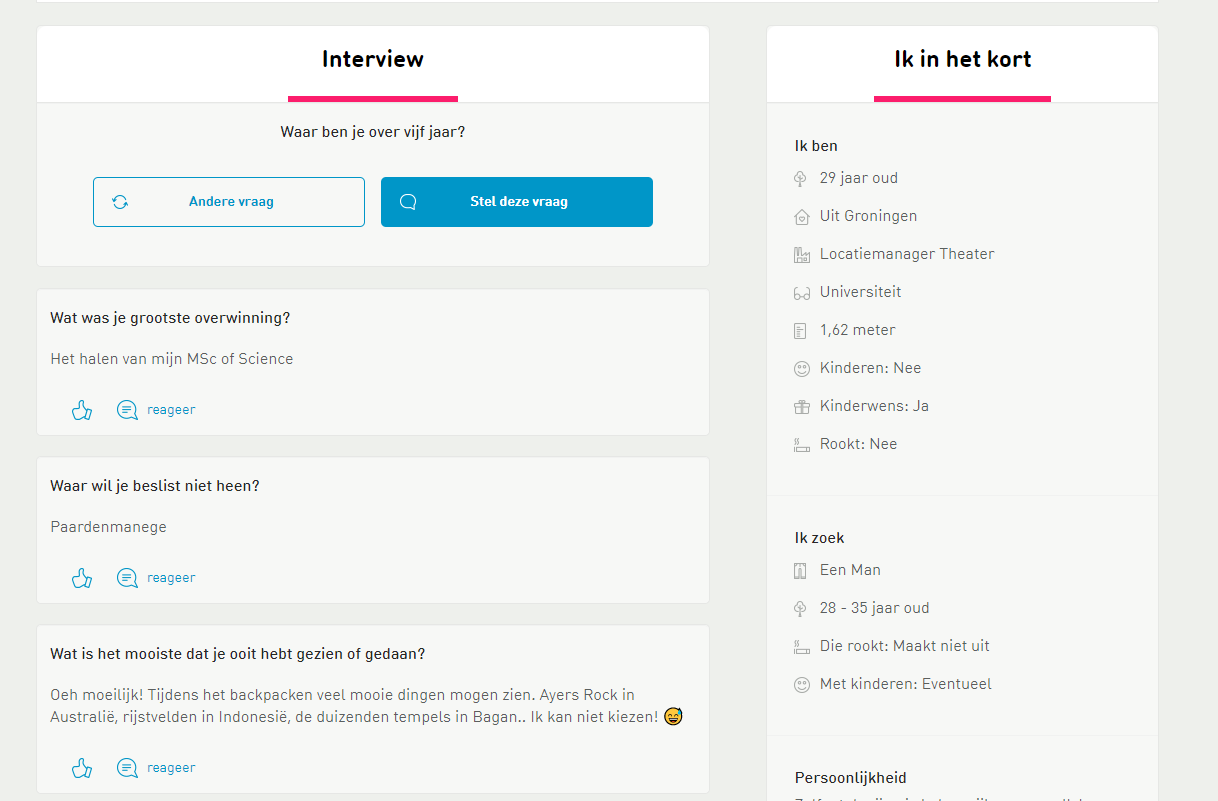 Interview
Waar ben je over vijf jaar?
Andere vraag
Stel deze vraag
Wat was je grootste overwinning?
Het halen van mijn MSc of Science
reageer
Waar wil je beslist niet heen?
Paardenmanege
reageer
Wat is het mooiste dat je ooit hebt gezien of gedaan?
Oeh moeilijk! Tijdens het backpacken veel mooie dingen mogen zien. Ayers Rock in
Australië, rijstvelden in Indonesië, de duizenden tempels in Bagan.. Ik kan niet kiezen! 😅
reageer
Ik in het kort
Ik ben
29 jaar oud
Uit Groningen
Locatiemanager Theater
Universiteit
1,62 meter
Kinderen: Nee
Kinderwens: Ja
Rookt: Nee
Ik zoek
Een Man
28 - 35 jaar oud
Die rookt: Maakt niet uit
Met kinderen: Eventueel
Persoonlijkheid